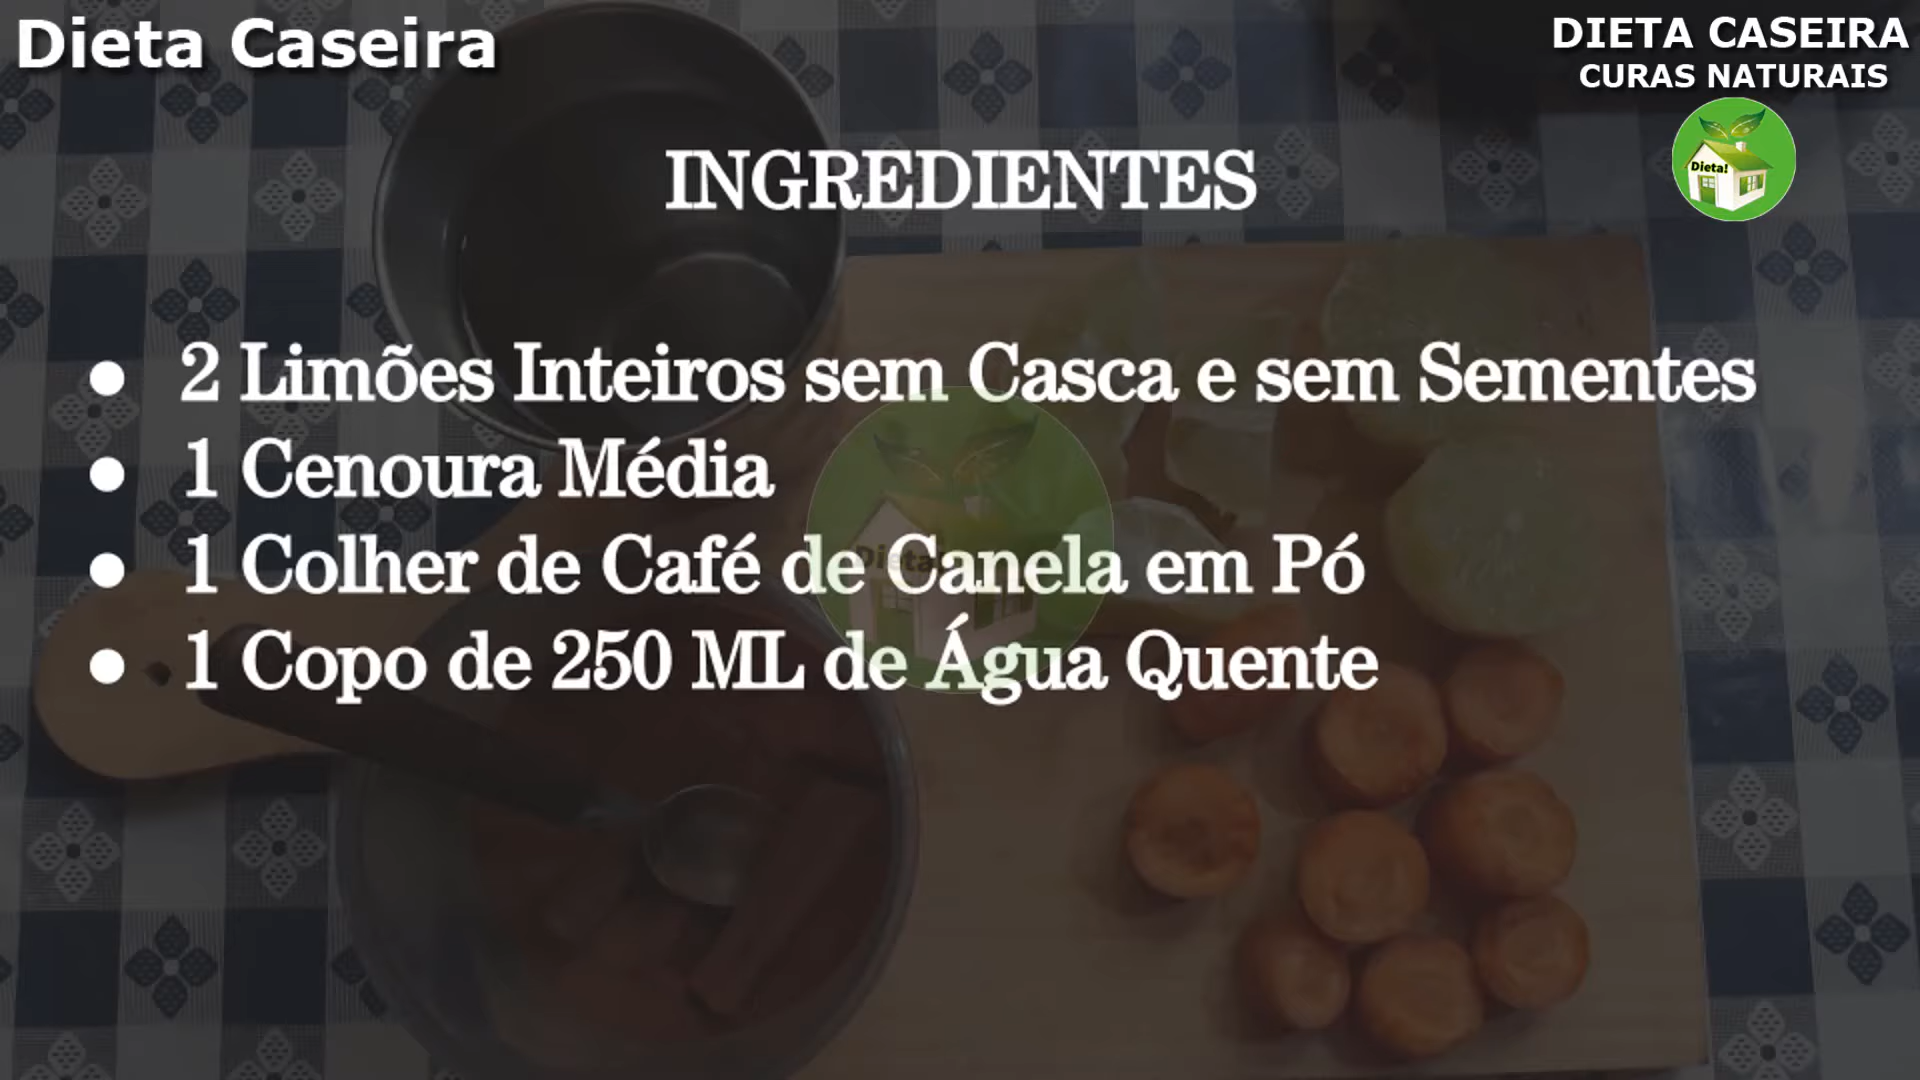 Dieta Caseira
DIETA CASEIRA
CURAS NATURAIS
Dieta!
INGREDIENTES
● 2 Limões Inteiros sem Casca e sem Sementes
● 1 Cenoura Média
● 1 Colher de Café de Canela em Pó
● 1 Copo de 250 ML de Água Quente
Dieta!